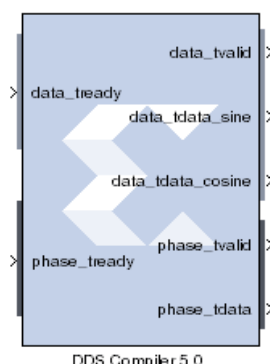 data_tvalid
data_tready
data_tdata_sine
data_tdata_cosine
phase_tvalid
phase_tready
phase_tdata
DDS Compiler 5.0